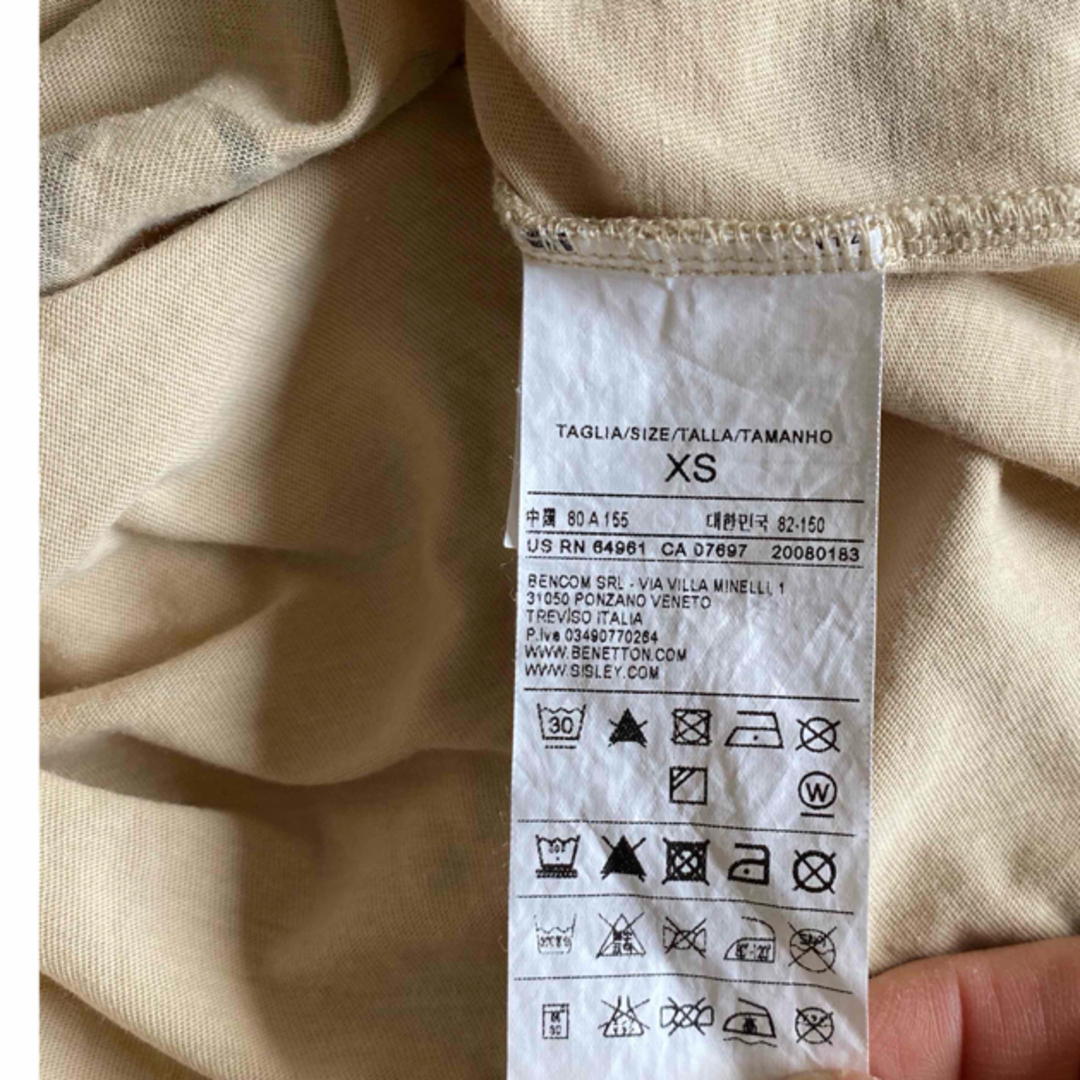 TAGLIA/SIZE/TALLA/TAMANHO
XS
中國 80 A 155 대한민국 82-150
US RN 64961 CA 07697 20080183
BENCOM SRL - VIA VILLA MINELLI, 1
31050 PONZANO VENETO
TREVISO ITALIA
P.Iva 03490770264
WWW.BENETTON.COM
WWW.SISLEY.COM
30
W